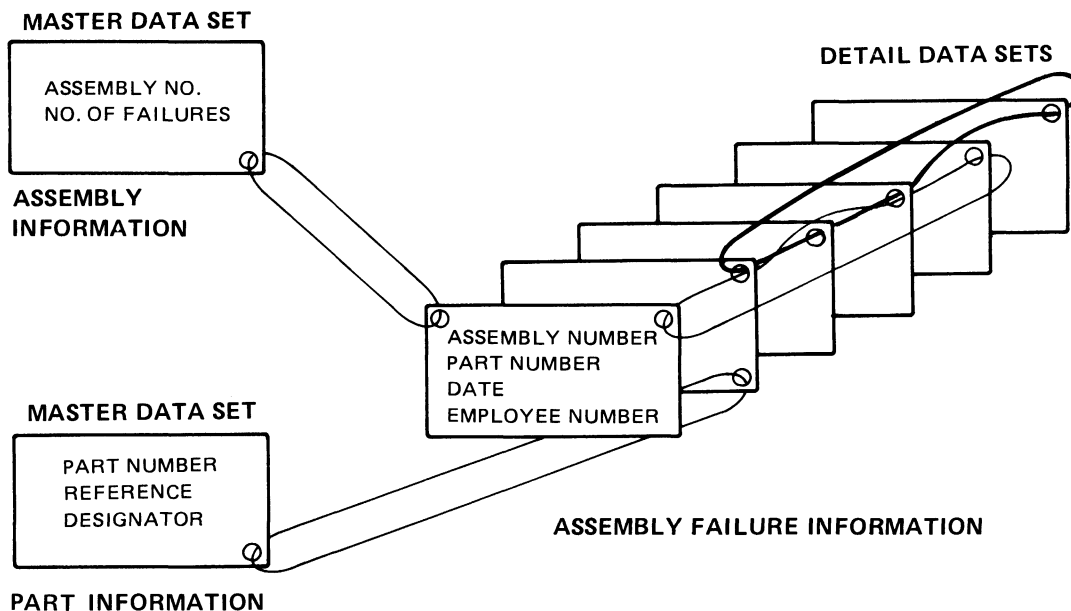 MASTER DATA SET
ASSEMBLY NO.
NO. OF FAILURES
ASSEMBLY
INFORMATION
DETAIL DATA SETS
ASSEMBLY NUMBER
PART NUMBER
DATE
EMPLOYEE NUMBER
MASTER DATA SET
PART NUMBER
REFERENCE
DESIGNATOR
PART INFORMATION
ASSEMBLY FAILURE INFORMATION